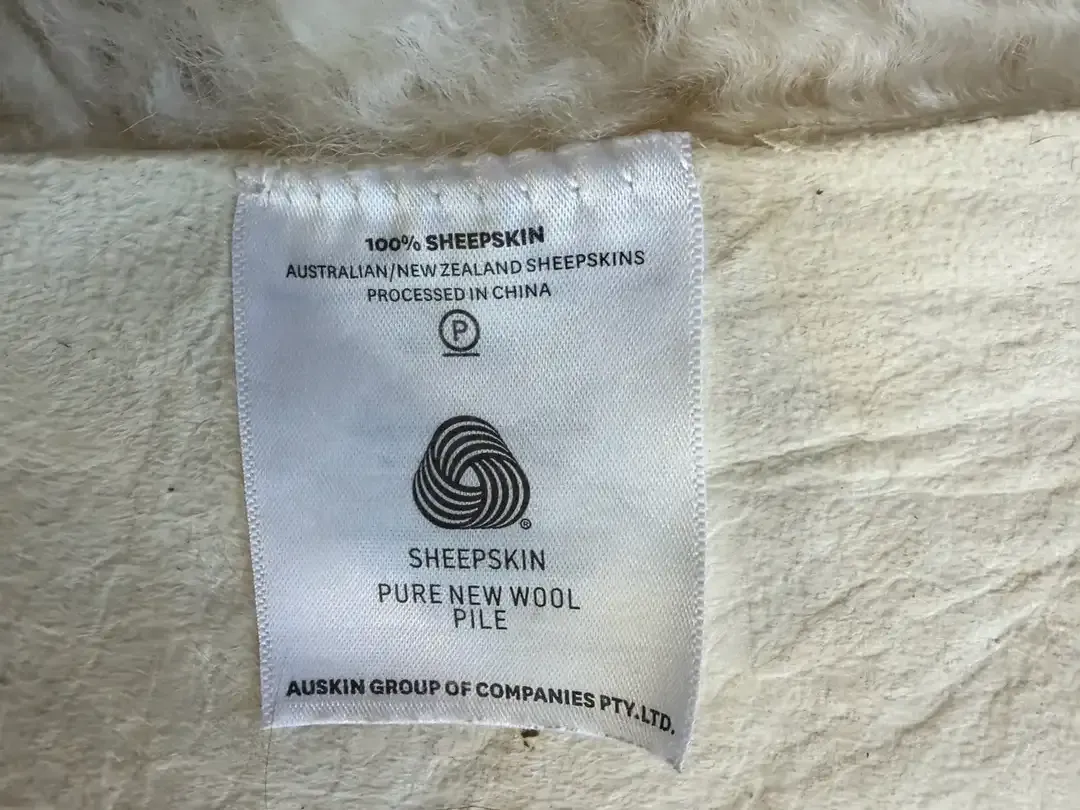 100% SHEEPSKIN
AUSTRALIAN/NEW ZEALAND SHEEPSKINS
PROCESSED IN CHINA
P
®
SHEEPSKIN
PURE NEW WOOL
PILE
AUSKIN GROUP OF COMPANIES PTY.LTD.